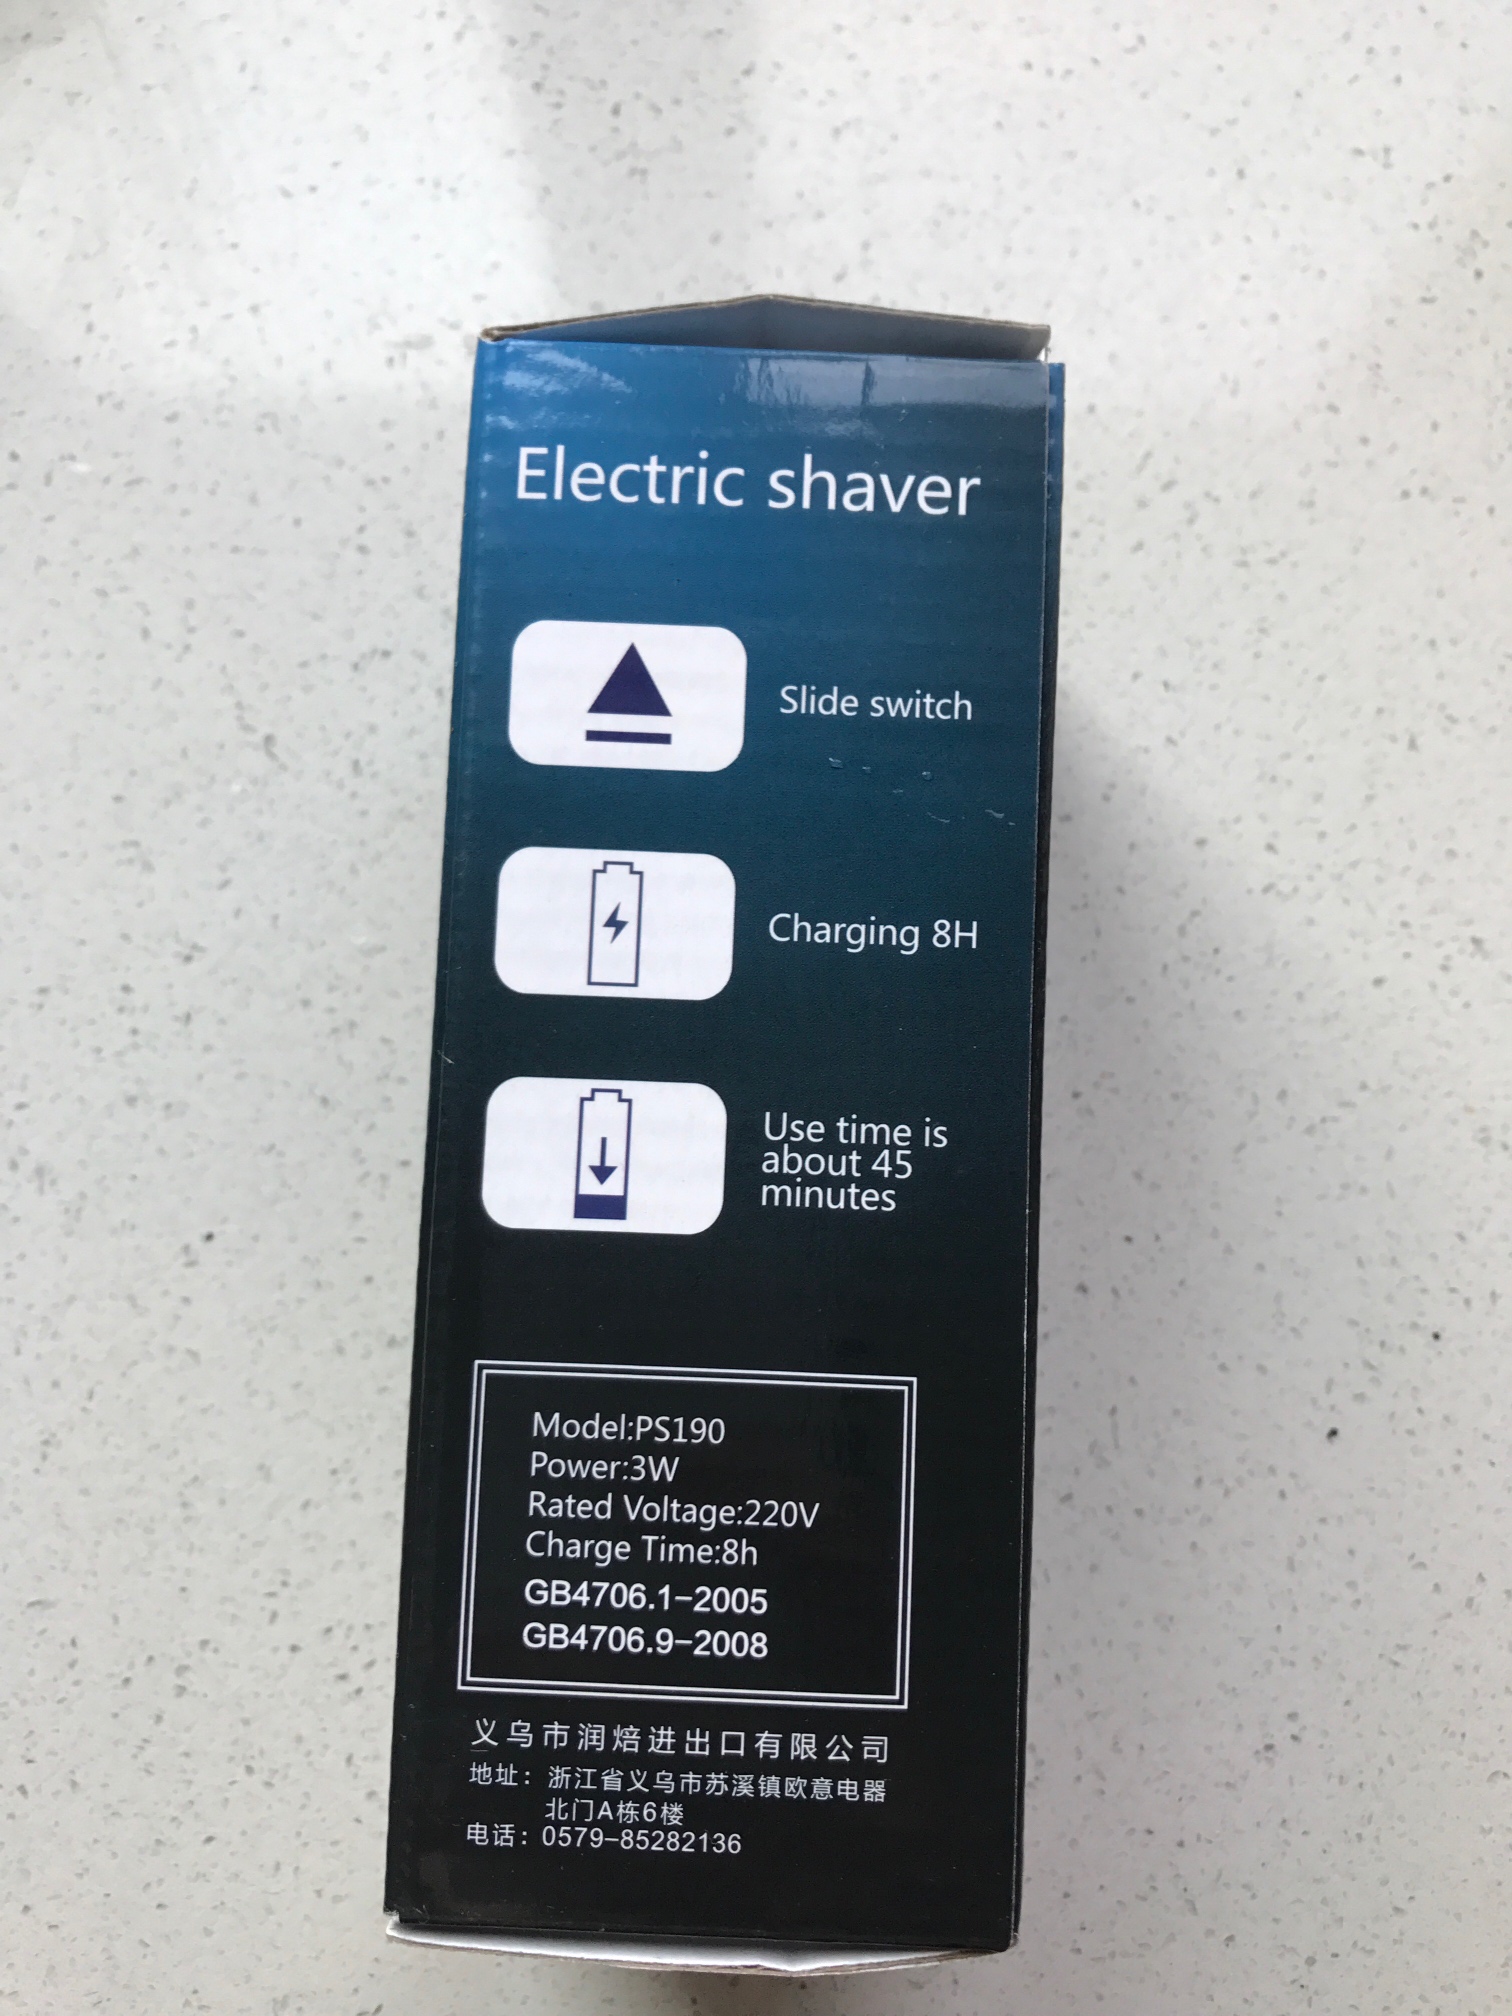 Electric shaver
Slide switch
Charging 8H
Use time is
about 45
minutes
Model:PS190
Power:3W
Rated Voltage:220V
Charge Time:8h
GB4706.1-2005
GB4706.9-2008
义乌市润焙进出口有限公司
地址：浙江省义乌市苏溪镇欧意电器
北门A栋6楼
电话：0579-85282136